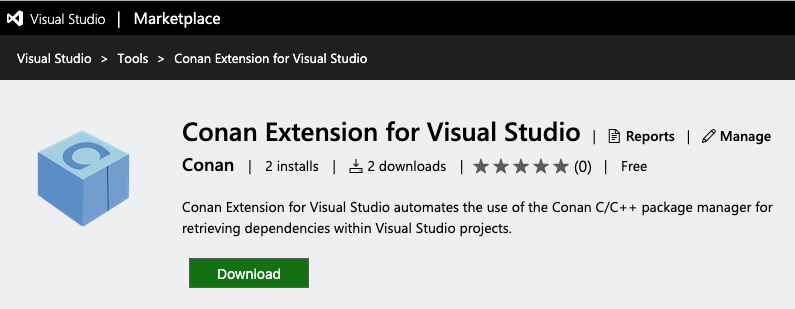 Visual Studio | Marketplace
Visual Studio > Tools > Conan Extension for Visual Studio
Conan Extension for Visual Studio | Reports | Manage
Conan | 2 installs | 2 downloads | (0) | Free
Conan Extension for Visual Studio automates the use of the Conan C/C++ package manager for
retrieving dependencies within Visual Studio projects.
Download